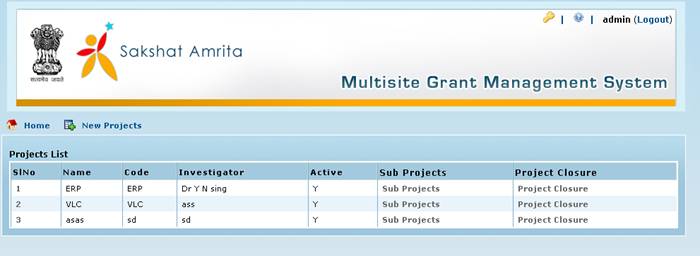 | | admin (Logout)
सत्यमेव जयते
Sakshat Amrita
Multisite Grant Management System
Home New Projects
Projects List
SlNo Name Code Investigator Active Sub Projects Project Closure
1 ERP ERP Dr Y N sing Y Sub Projects Project Closure
2 VLC VLC ass Y Sub Projects Project Closure
3 asas sd sd Y Sub Projects Project Closure